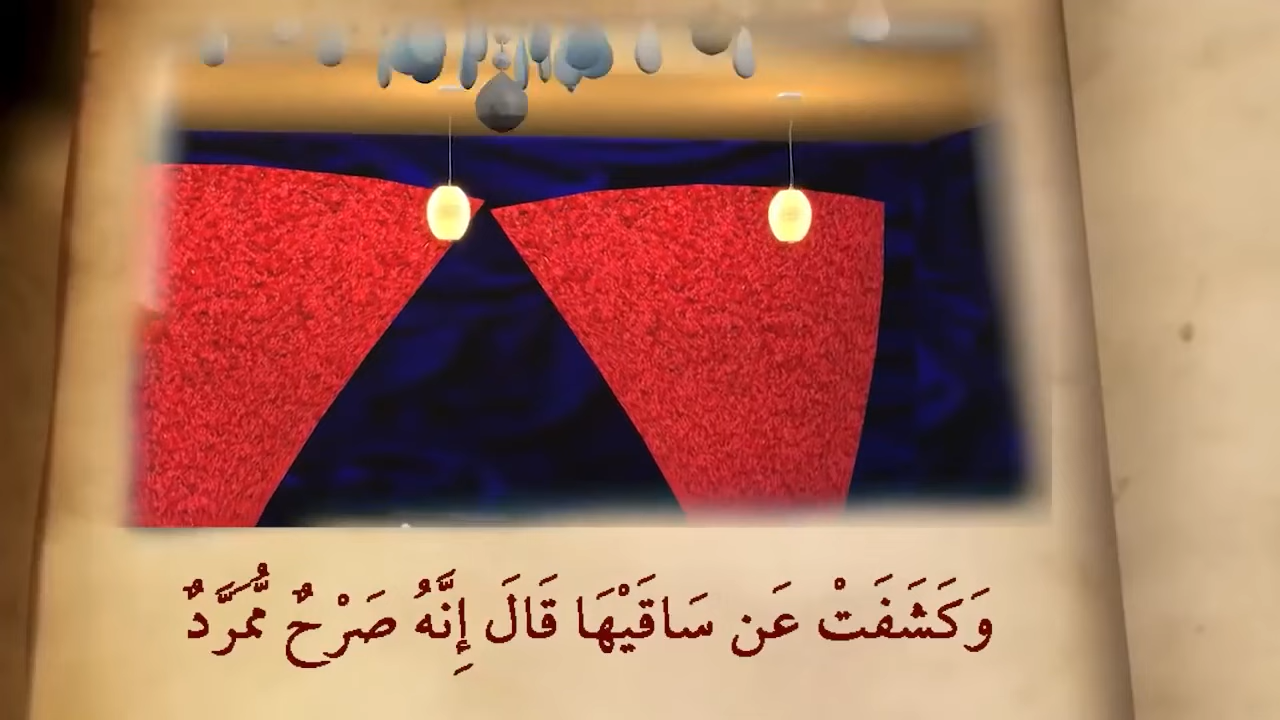 وَكَشَفَتْ عَن سَاقَيْهَا قَالَ إِنَّهُ صَرْحٌ مُّمَرَّدٌ